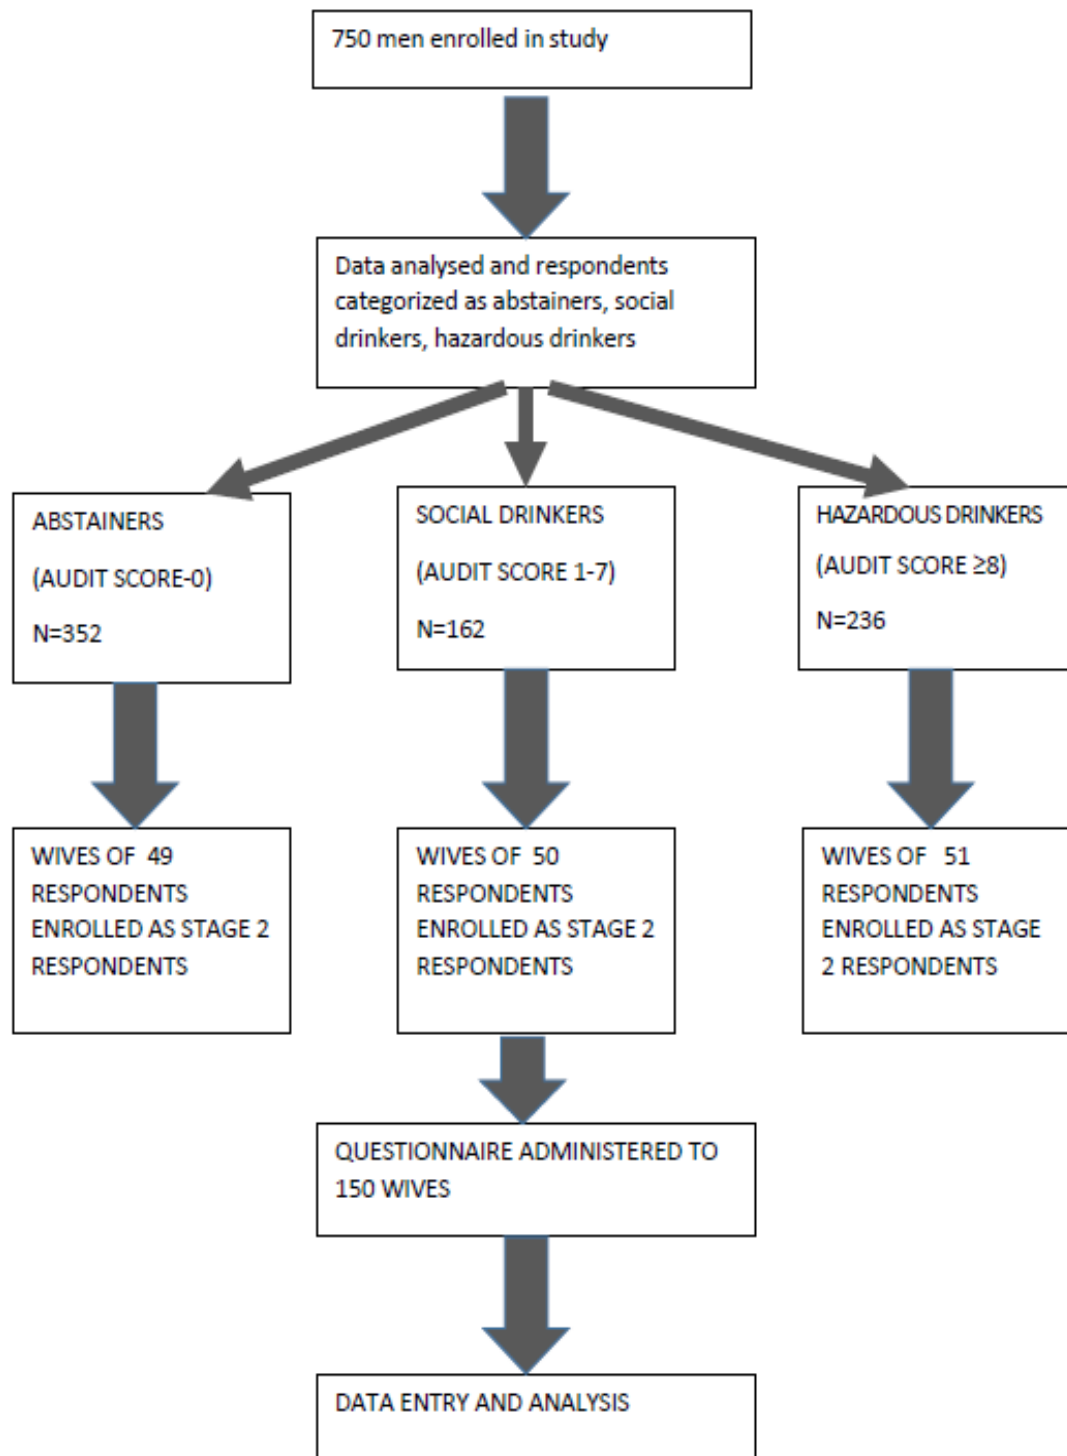 750 men enrolled in study
Data analysed and respondents
categorized as abstainers, social
drinkers, hazardous drinkers
ABSTAINERS
(AUDIT SCORE-0)
N=352
SOCIAL DRINKERS
(AUDIT SCORE 1-7)
N=162
HAZARDOUS DRINKERS
(AUDIT SCORE ≥8)
N=236
WIVES OF 49
RESPONDENTS
ENROLLED AS STAGE 2
RESPONDENTS
WIVES OF 50
RESPONDENTS
ENROLLED AS STAGE 2
RESPONDENTS
WIVES OF 51
RESPONDENTS
ENROLLED AS STAGE
2 RESPONDENTS
QUESTIONNAIRE ADMINISTERED TO
150 WIVES
DATA ENTRY AND ANALYSIS